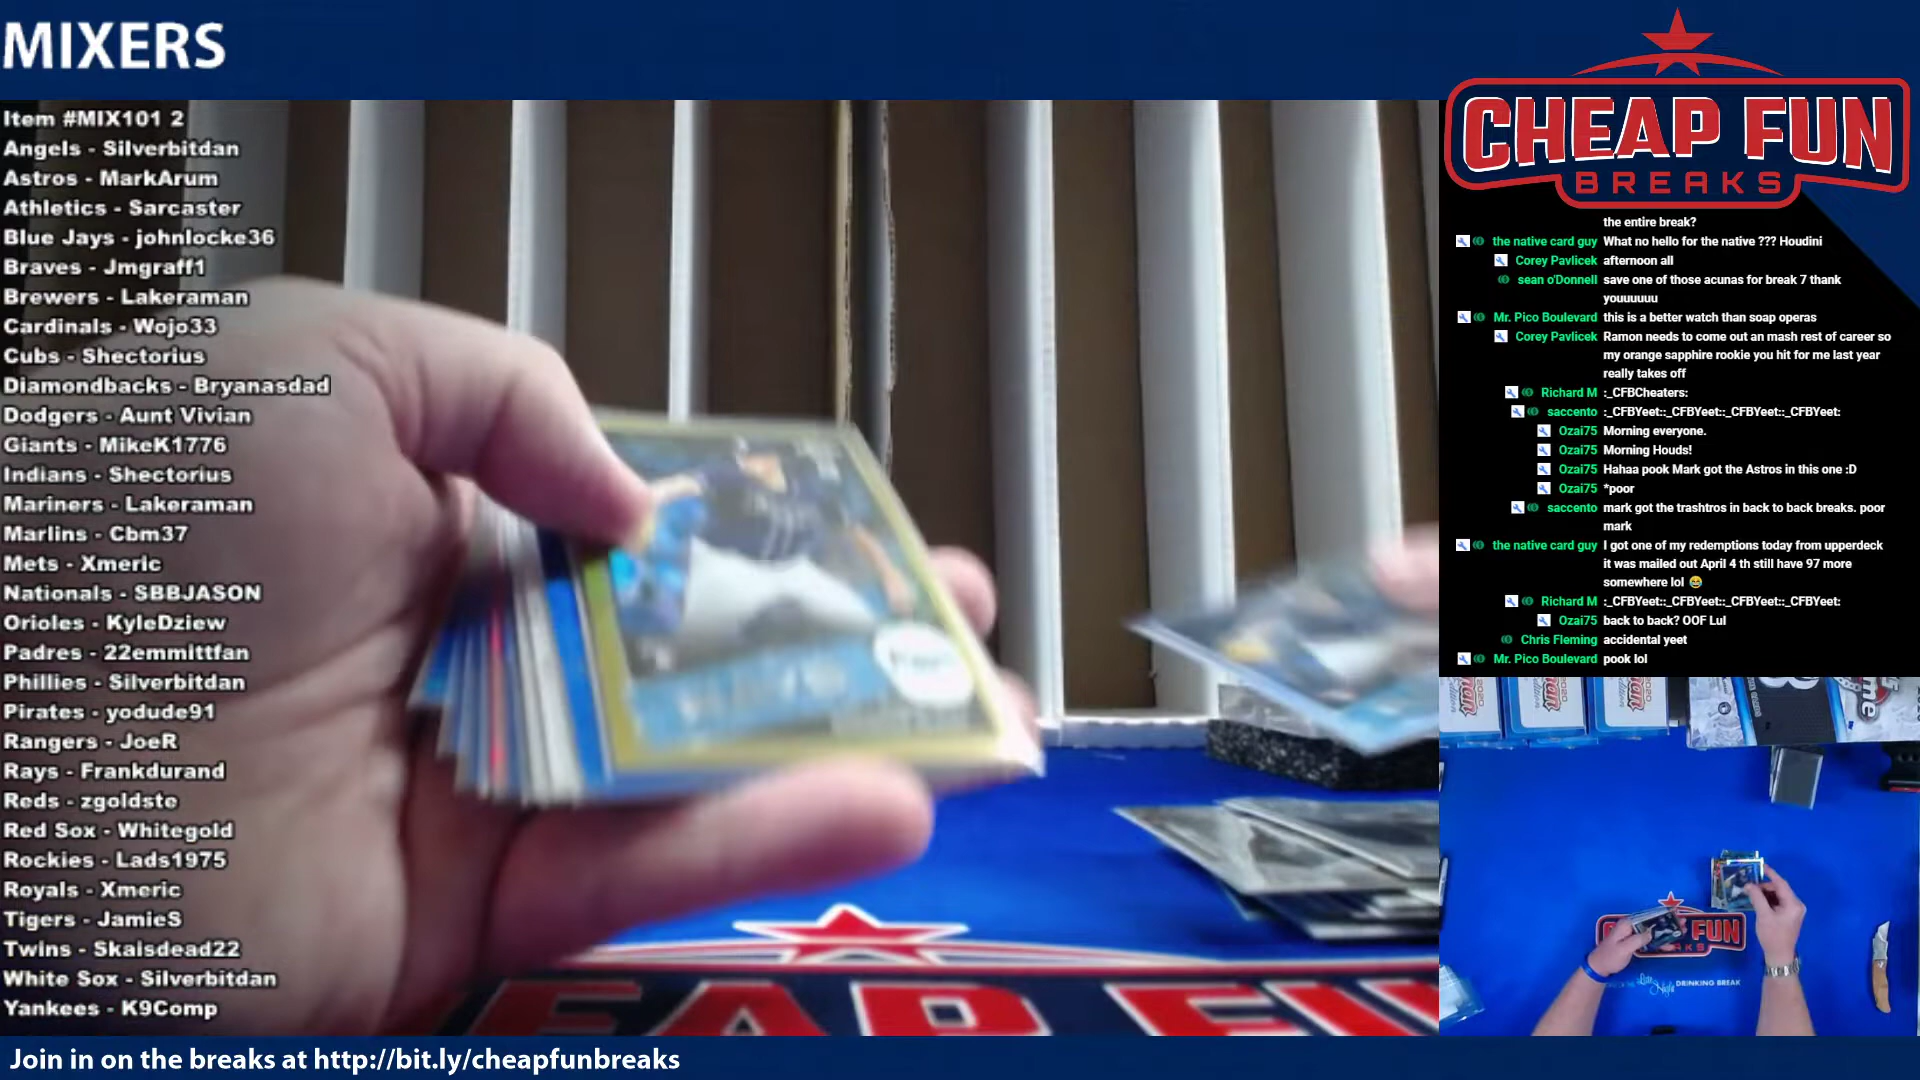 MIXERS
Item #MIX101 2
Angels - Silverbitdan
Astros - MarkArum
Athletics - Sarcaster
Blue Jays - johnlocke36
Braves - Jmgraff1
Brewers - Lakeraman
Cardinals - Wojo33
Cubs - Shectorius
Diamondbacks - Bryanasdad
Dodgers - Aunt Vivian
Giants - MikeK1776
Indians - Shectorius
Mariners - Lakeraman
Marlins - Cbm37
Mets - Xmeric
Nationals - SBBJASON
Orioles - KyleDziew
Padres - 22emmittfan
Phillies - Silverbitdan
Pirates - yodude91
Rangers - JoeR
Rays - Frankdurand
Reds - zgoldste
Red Sox - Whitegold
Rockies - Lads1975
Royals - Xmeric
Tigers - JamieS
Twins - Skaisdead22
White Sox - Silverbitdan
Yankees - K9Comp
Join in on the breaks at http://bit.ly/cheapfunbreaks
CHEAP FUN
BREAKS
the entire break?
the native card guy What no hello for the native ??? Houdini
Corey Pavlicek afternoon all
sean o'Donnell save one of those acunas for break 7 thank
youuuuuu
Mr. Pico Boulevard this is a better watch than soap operas
Corey Pavlicek Ramon needs to come out an mash rest of career so
my orange sapphire rookie you hit for me last year
really takes off
Richard M :_CFBCheaters:
saccento :_CFBYeet::_CFBYeet::_CFBYeet::_CFBYeet:
Ozai75 Morning everyone.
Ozai75 Morning Houds!
Ozai75 Hahaa pook Mark got the Astros in this one :D
Ozai75 *poor
saccento mark got the trashtros in back to back breaks. poor
mark
the native card guy I got one of my redemptions today from upperdeck
it was mailed out April 4 th still have 97 more
somewhere lol 😂
Richard M :_CFBYeet::_CFBYeet::_CFBYeet::_CFBYeet:
Ozai75 back to back? OOF Lul
Chris Fleming accidental yeet
Mr. Pico Boulevard pook lol
FUN
DRINKING BREAK